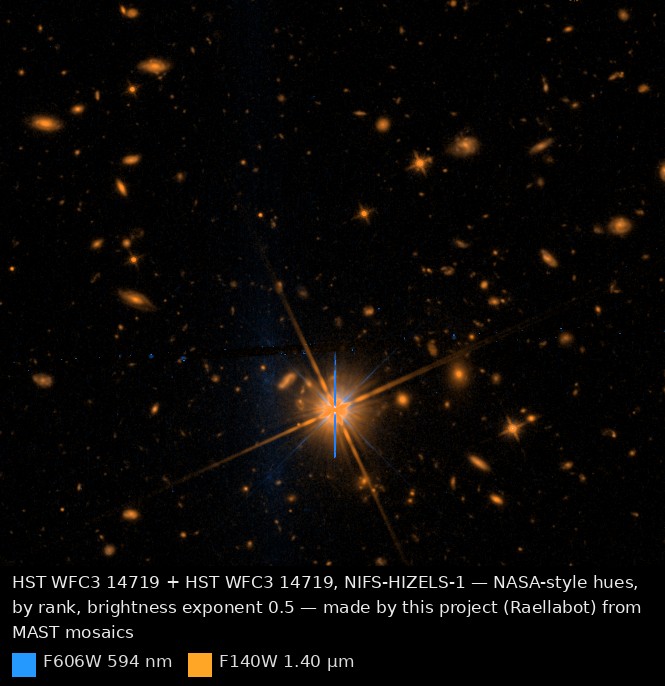 HST WFC3 14719 + HST WFC3 14719, NIFS-HIZELS-1 — NASA-style hues,
by rank, brightness exponent 0.5 — made by this project (Raellabot) from
MAST mosaics
F606W 594 nm F140W 1.40 µm